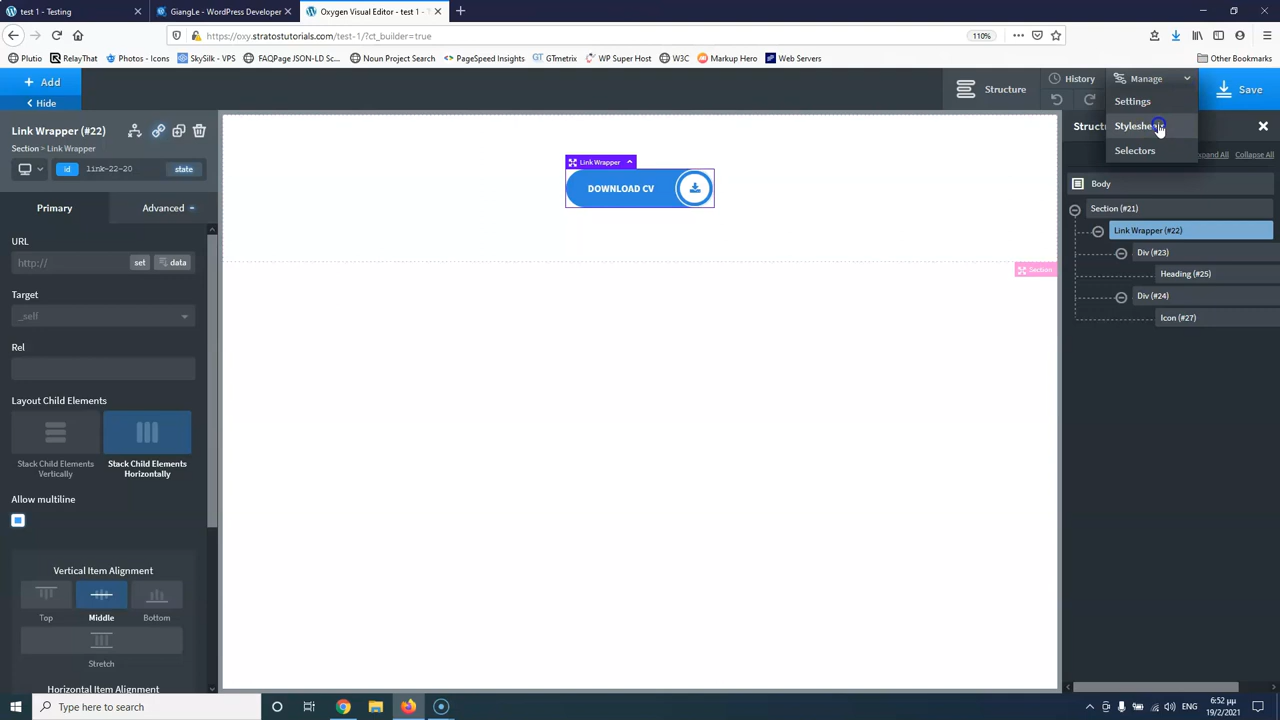 test 1 - Testing
GiangLe - WordPress Developer
Oxygen Visual Editor - test 1 -
https://oxy.stratostutorials.com/test-1/?ct_builder=true
110%
Plutio
RelayThat
Photos - Icons
SkySilk - VPS
FAQPage JSON-LD Sc...
Noun Project Search
PageSpeed Insights
GTmetrix
WP Super Host
W3C
Markup Hero
Web Servers
Other Bookmarks
+ Add
Hide
Structure
History
Manage
Save
Settings
Selectors
Link Wrapper (#22)
Section > Link Wrapper
id
link-22-20
state
Primary
Advanced
URL
http://
set
data
Target
_self
Rel
Layout Child Elements
Stack Child Elements Vertically
Stack Child Elements Horizontally
Allow multiline
Vertical Item Alignment
Top
Middle
Bottom
Stretch
Horizontal Item Alignment
Link Wrapper
DOWNLOAD CV
Section
Collapse All
Body
Section (#21)
Link Wrapper (#22)
Div (#23)
Heading (#25)
Div (#24)
Icon (#27)
Type here to search
6:52 μμ
19/2/2021